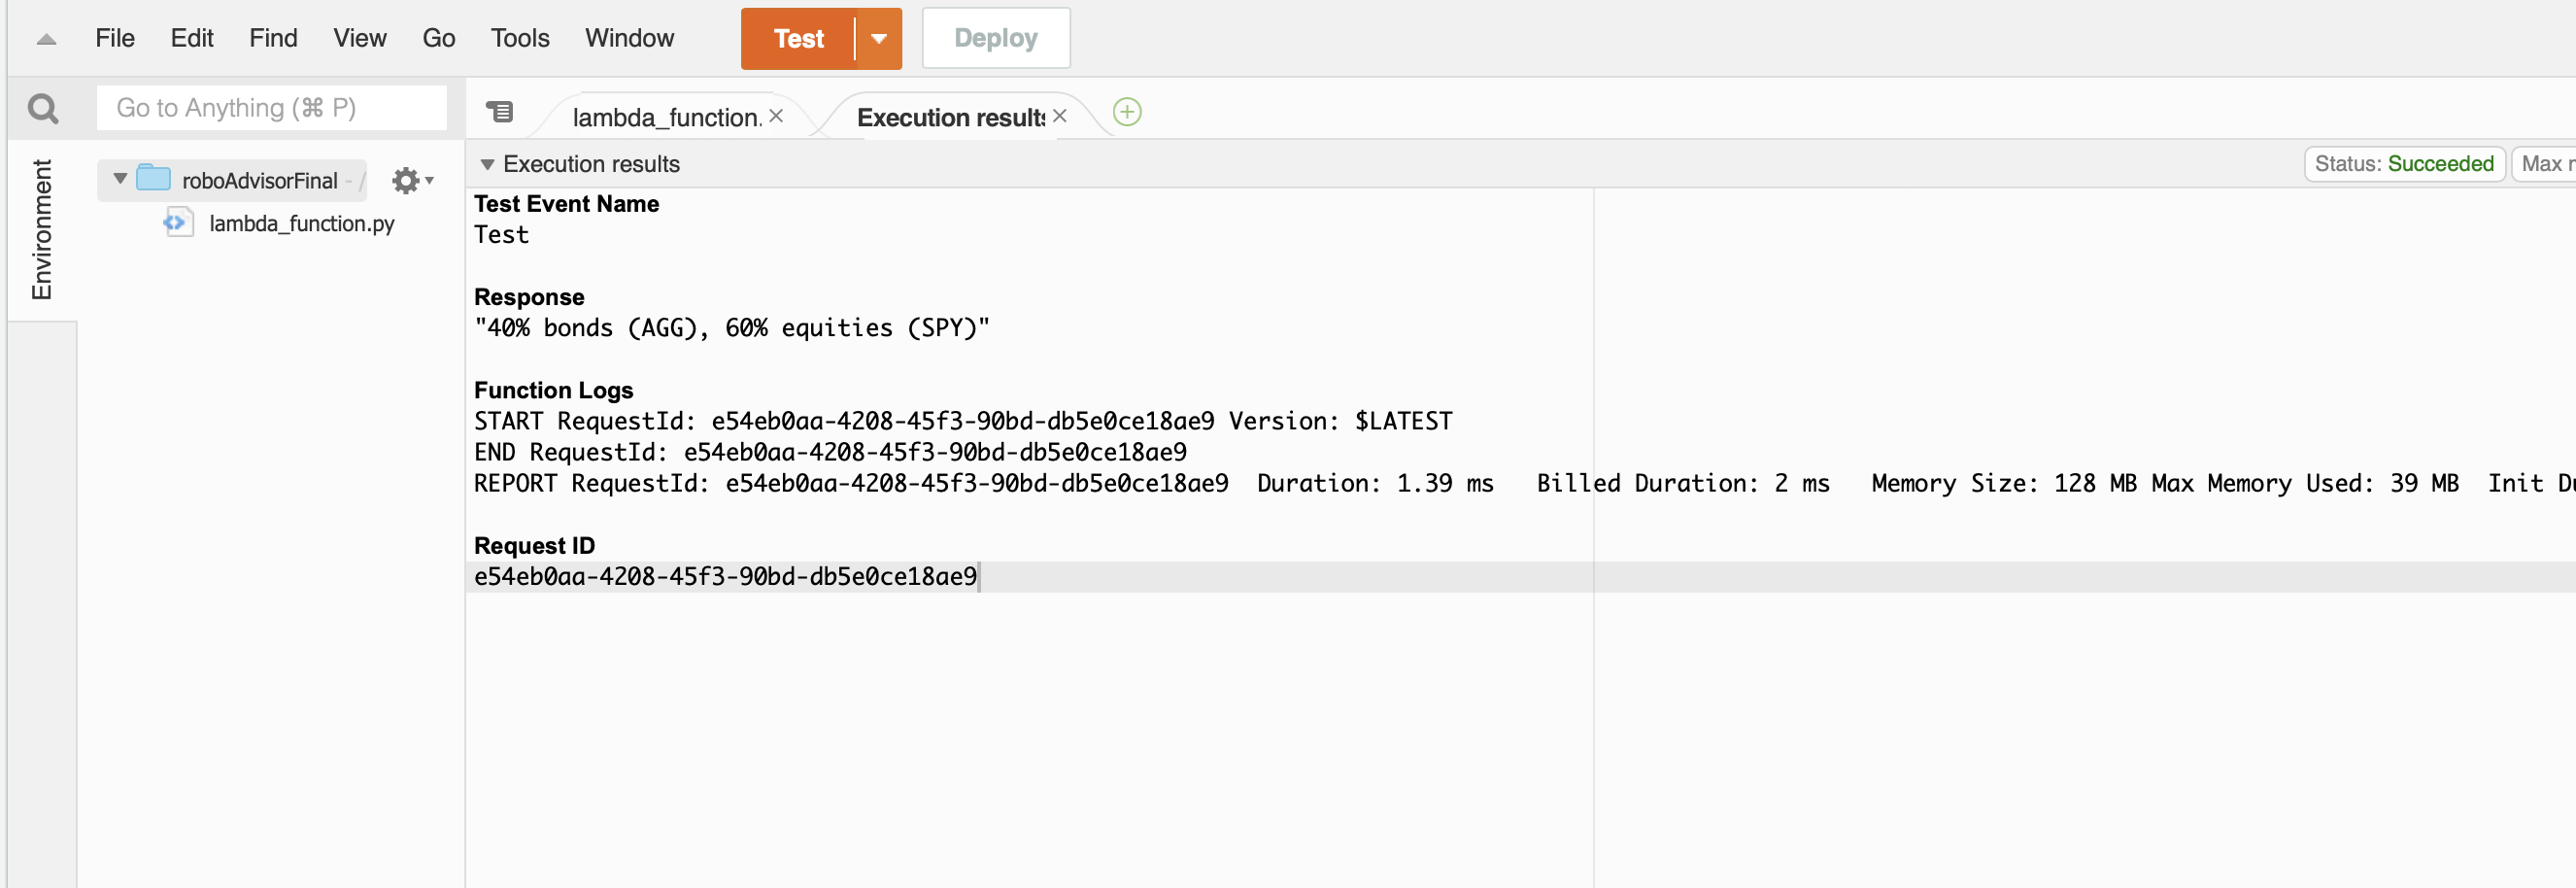 File Edit Find View Go Tools Window Test Deploy
Go to Anything (⌘ P) lambda_function. Execution results
Environment
roboAdvisorFinal - /
lambda_function.py
Execution results
Status: Succeeded
Max
Test Event Name
Test
Response
"40% bonds (AGG), 60% equities (SPY)"
Function Logs
START RequestId: e54eb0aa-4208-45f3-90bd-db5e0ce18ae9 Version: $LATEST
END RequestId: e54eb0aa-4208-45f3-90bd-db5e0ce18ae9
REPORT RequestId: e54eb0aa-4208-45f3-90bd-db5e0ce18ae9 Duration: 1.39 ms Billed Duration: 2 ms Memory Size: 128 MB Max Memory Used: 39 MB Init
Request ID
e54eb0aa-4208-45f3-90bd-db5e0ce18ae9